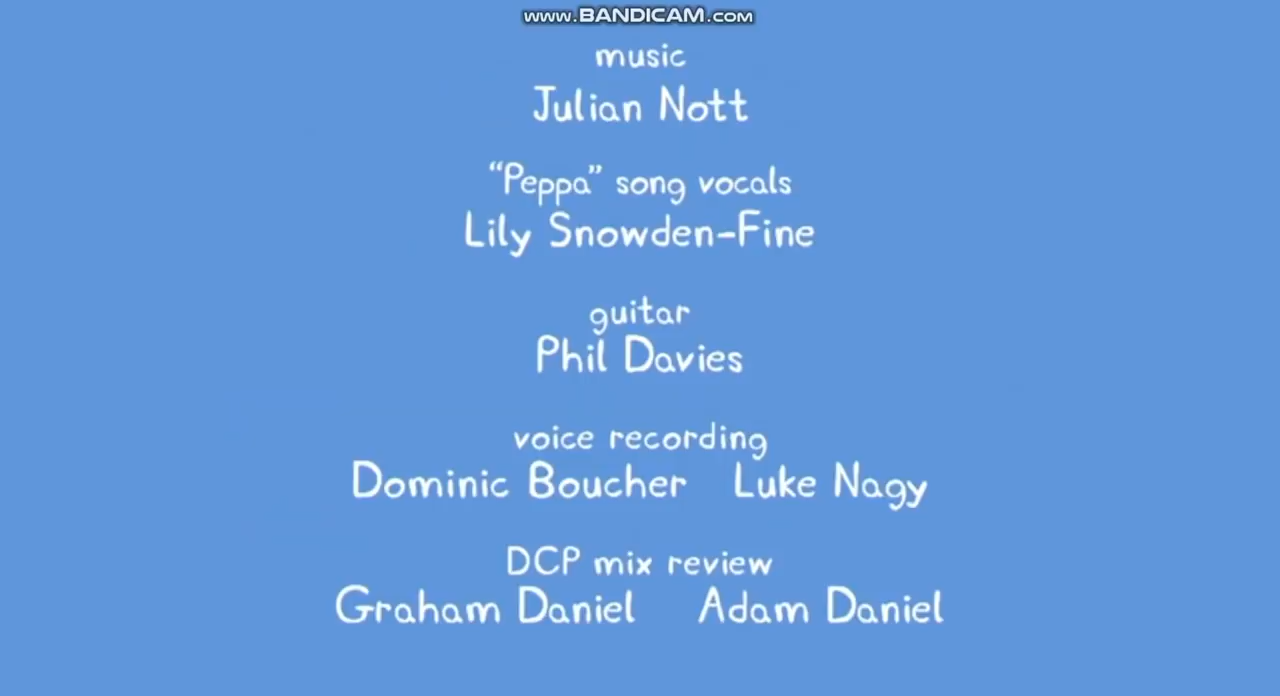 www.BANDICAM.com
music
Julian Nott
“Peppa” song vocals
Lily Snowden-Fine
guitar
Phil Davies
voice recording
Dominic Boucher Luke Nagy
DCP mix review
Graham Daniel Adam Daniel